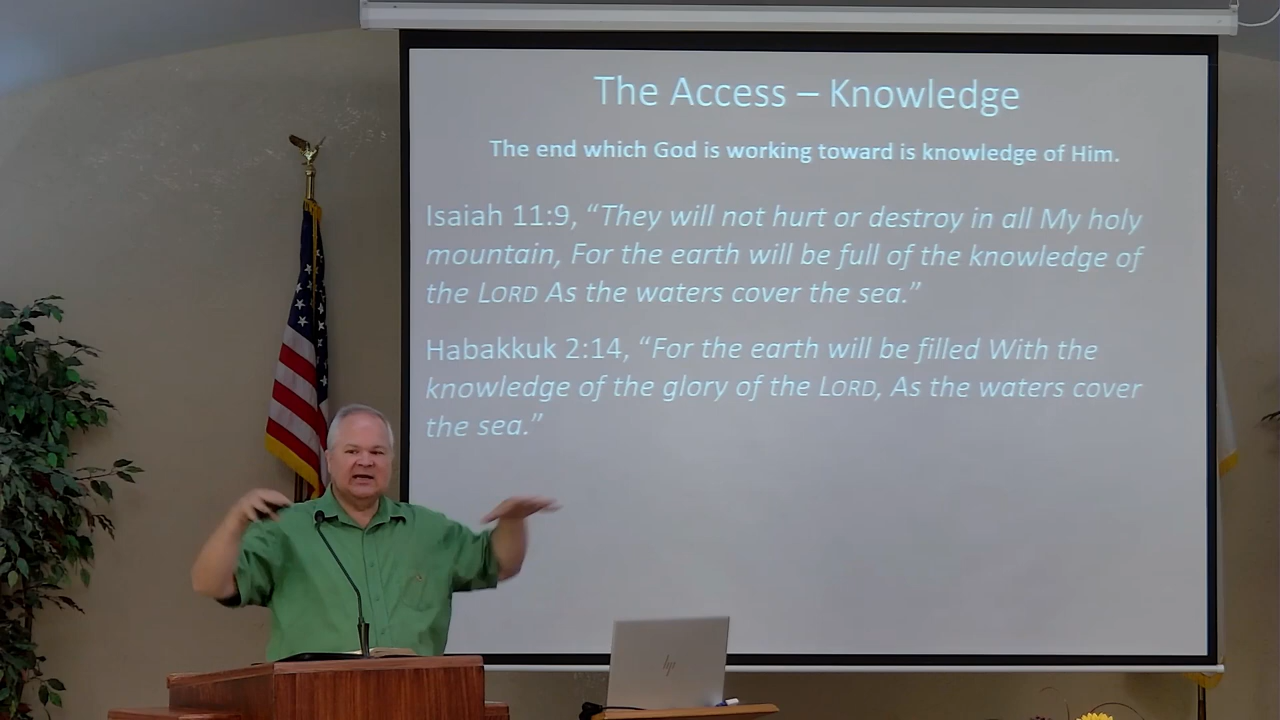 The Access – Knowledge
The end which God is working toward is knowledge of Him.
Isaiah 11:9, “They will not hurt or destroy in all My holy
mountain, For the earth will be full of the knowledge of
the LORD As the waters cover the sea.”
Habakkuk 2:14, “For the earth will be filled With the
knowledge of the glory of the LORD, As the waters cover
the sea.”
hp